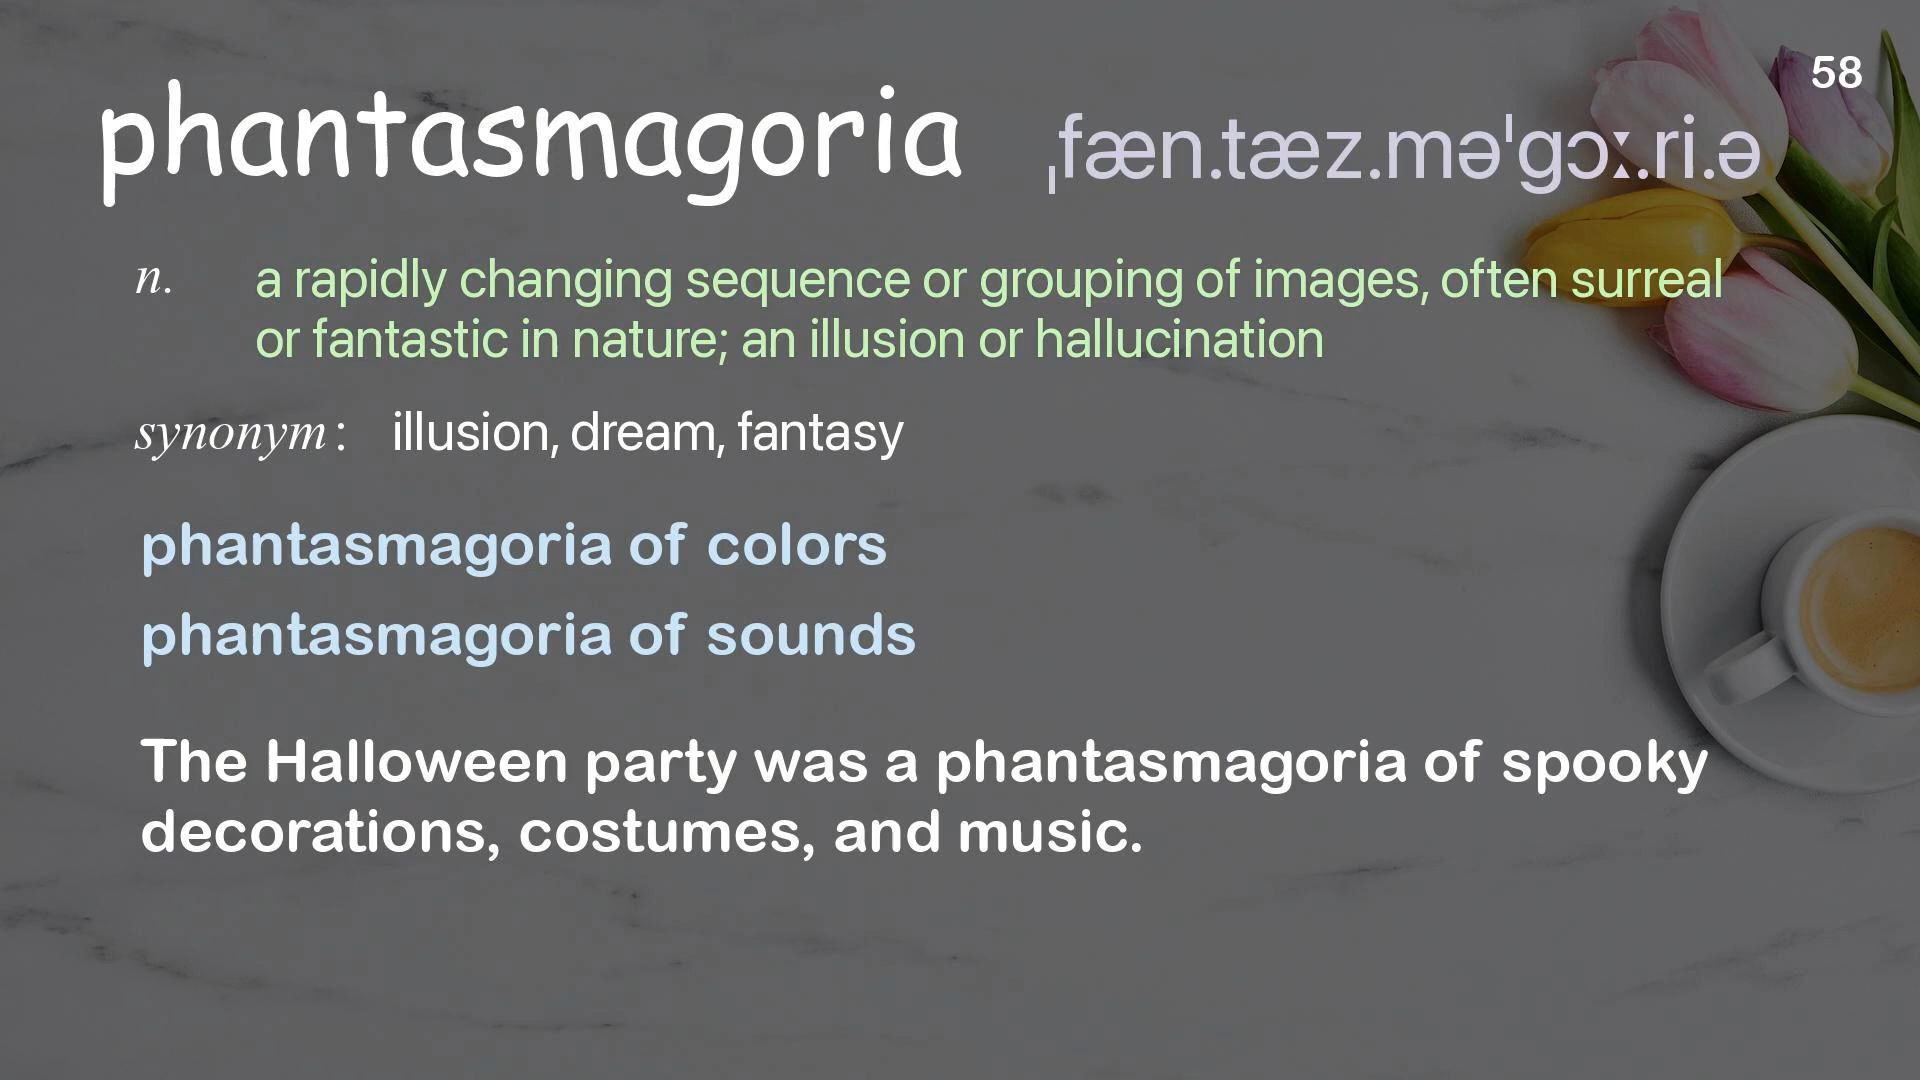 58
phantasmagoria ˌfæn.tæz.məˈgɔː.ri.ə
n. a rapidly changing sequence or grouping of images, often surreal
or fantastic in nature; an illusion or hallucination
synonym: illusion, dream, fantasy
phantasmagoria of colors
phantasmagoria of sounds
The Halloween party was a phantasmagoria of spooky
decorations, costumes, and music.